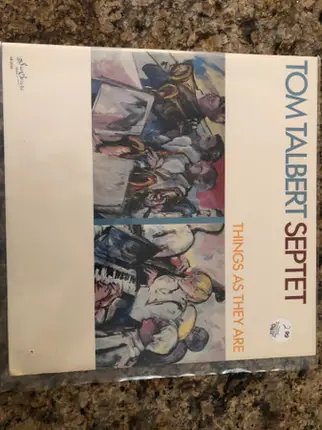 TOM TALBERT SEPTET
THINGS AS THEY ARE